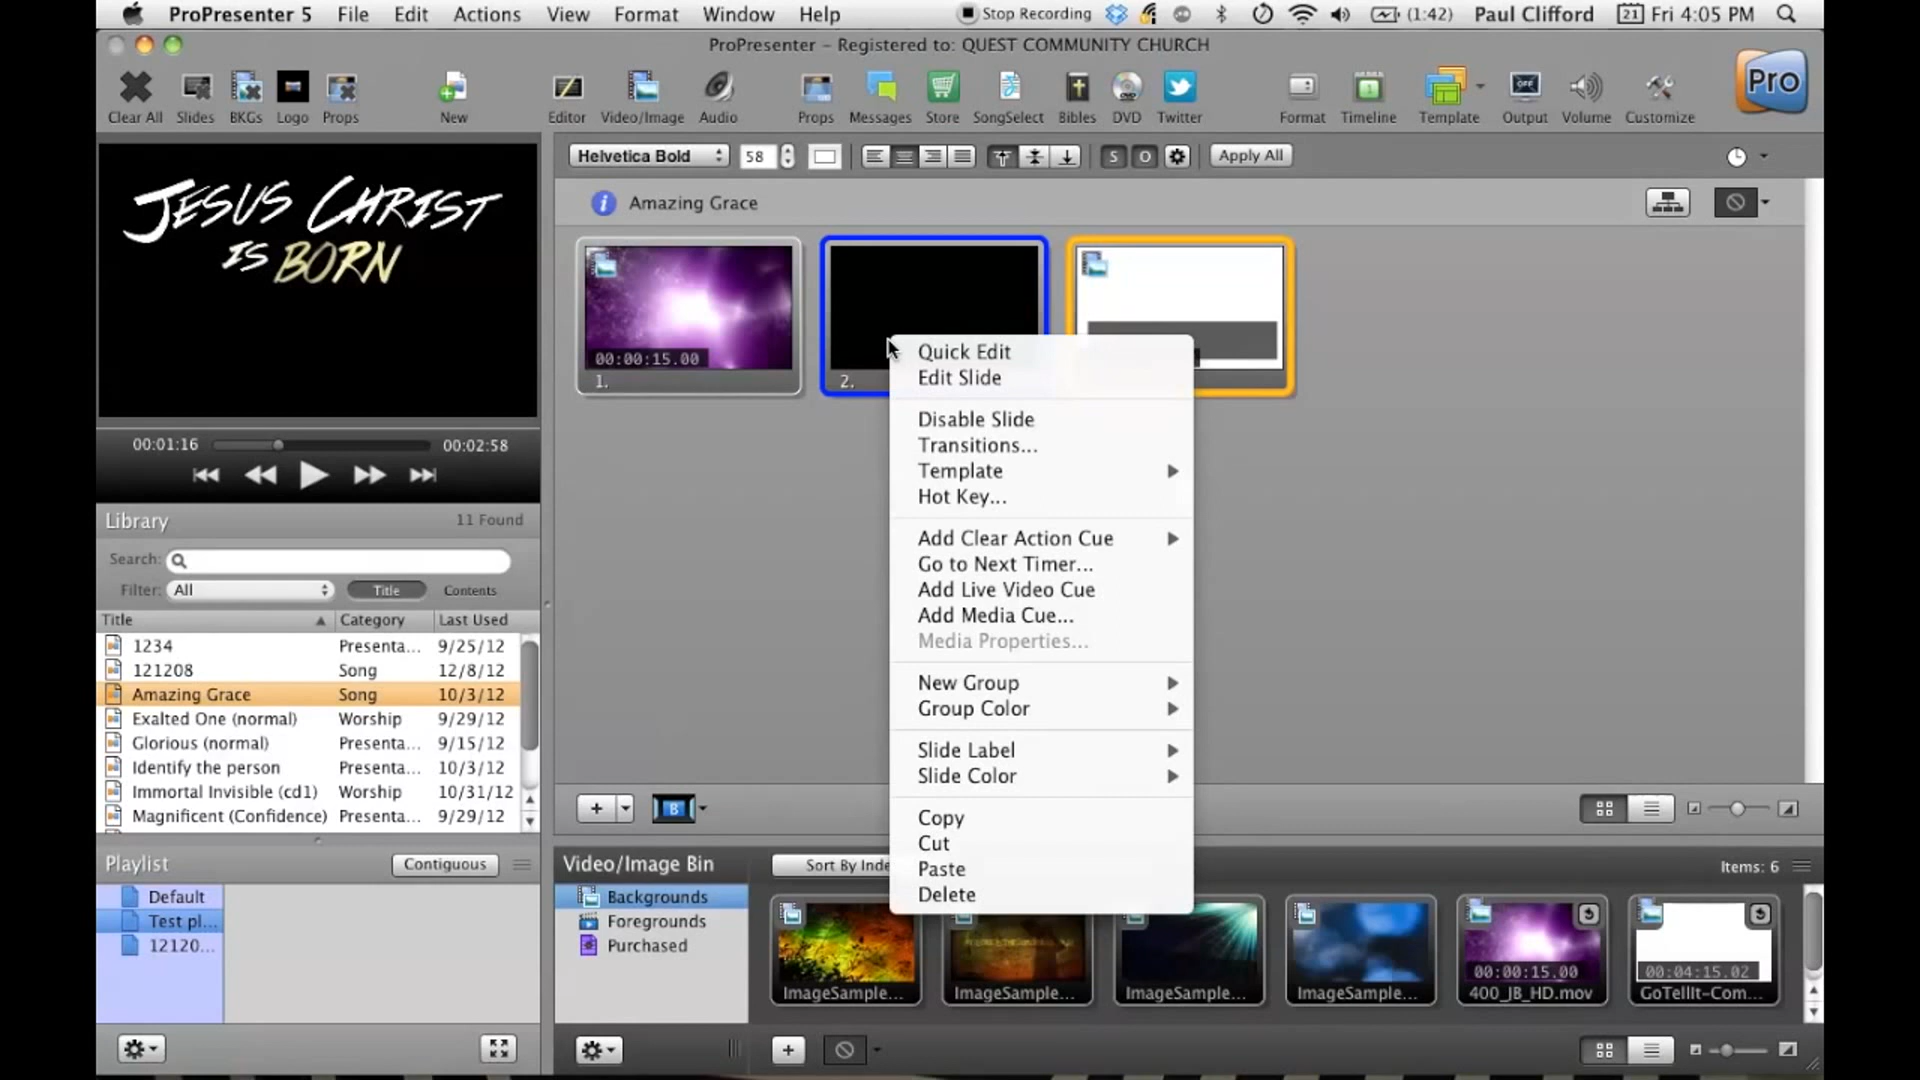 ProPresenter 5 File Edit Actions View Format Window Help Stop Recording (1:42) Paul Clifford 21 Fri 4:05 PM
ProPresenter – Registered to: QUEST COMMUNITY CHURCH
Clear All Slides BKGs Logo Props New Editor Video/Image Audio Props Messages Store SongSelect Bibles DVD Twitter Format Timeline Template Output Volume Customize
Pro
OFF
Helvetica Bold 58 S O Apply All
JESUS CHRIST
IS BORN
Amazing Grace
00:00:15.00
1.
2.
00:01:16 00:02:58
Library 11 Found
Search:
Filter: All Title Contents
Title Category Last Used
1234 Presenta... 9/25/12
121208 Song 12/8/12
Amazing Grace Song 10/3/12
Exalted One (normal) Worship 9/29/12
Glorious (normal) Presenta... 9/15/12
Identify the person Presenta... 10/3/12
Immortal Invisible (cd1) Worship 10/31/12
Magnificent (Confidence) Presenta... 9/29/12
Quick Edit
Edit Slide
Disable Slide
Transitions...
Template
Hot Key...
Add Clear Action Cue
Go to Next Timer...
Add Live Video Cue
Add Media Cue...
Media Properties...
New Group
Group Color
Slide Label
Slide Color
Copy
Cut
Paste
Delete
B
Playlist Contiguous
Default
Test pl...
12120...
Video/Image Bin Sort By Inde Items: 6
Backgrounds
Foregrounds
Purchased
00:00:15.00 00:04:15.02
ImageSample... ImageSample... ImageSample... ImageSample... 400_JB_HD.mov GoTellIt-Com...